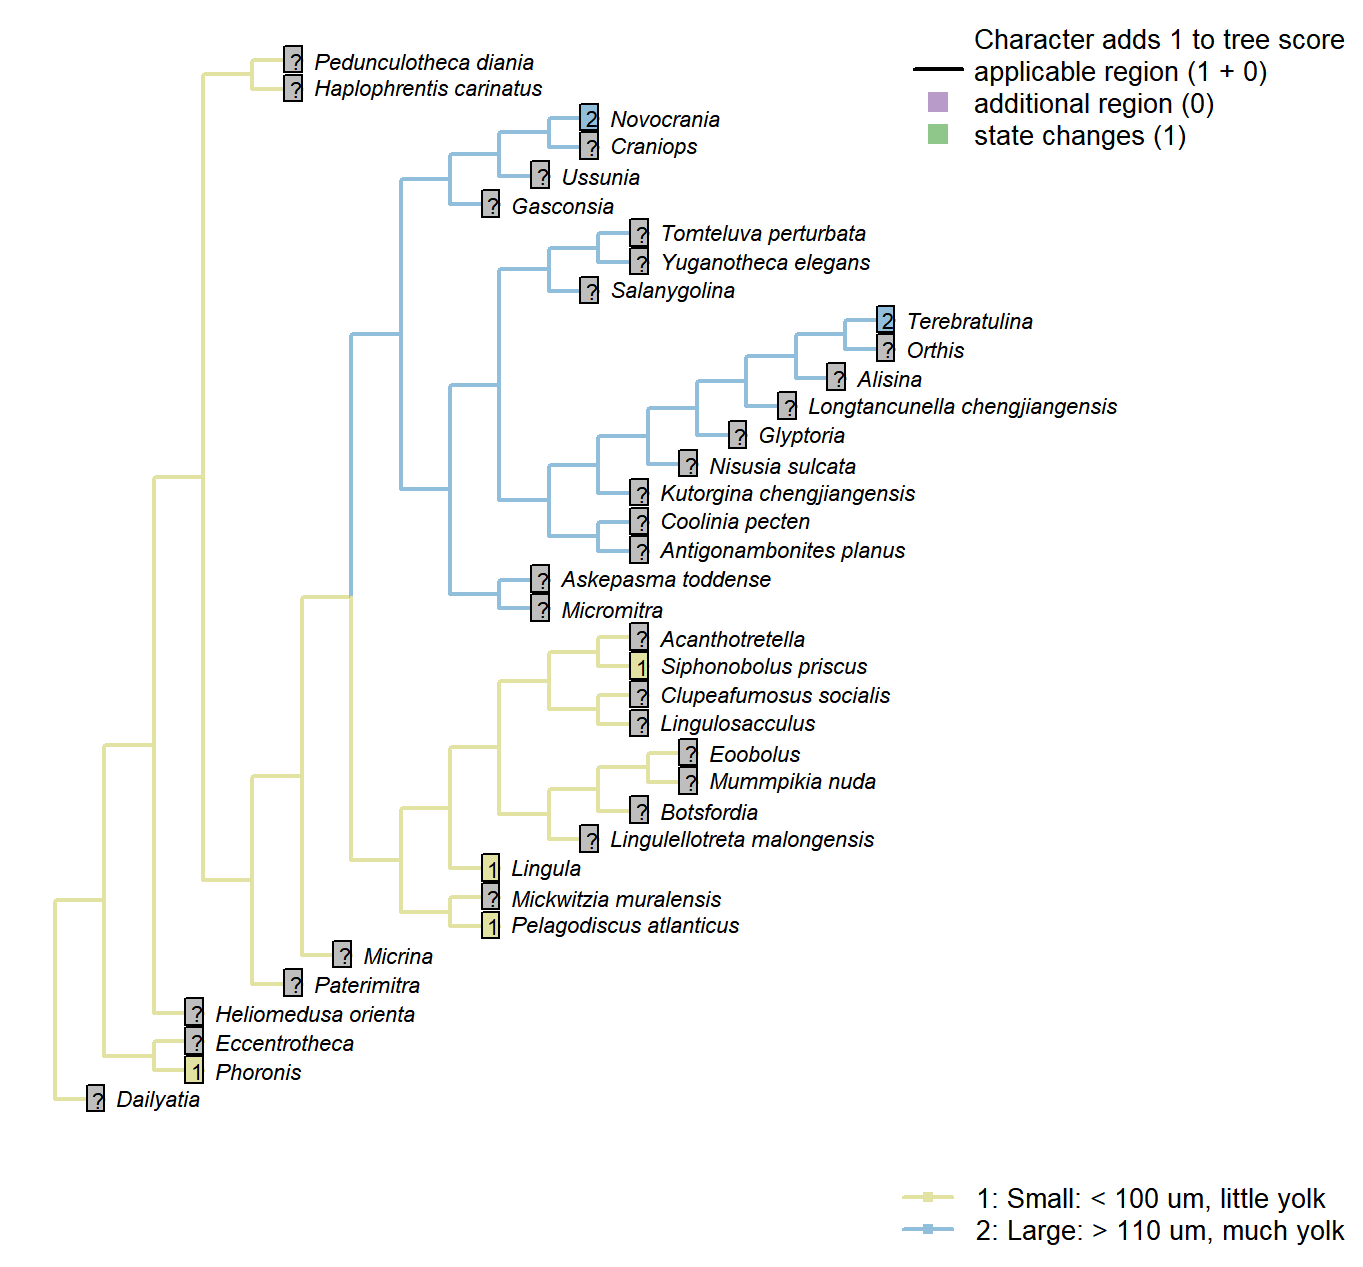 Character adds 1 to tree score
applicable region (1 + 0)
additional region (0)
state changes (1)
? Pedunculotheca diania
? Haplophrentis carinatus
2 Novocrania
? Craniops
? Ussunia
? Gasconsia
? Tomteluva perturbata
? Yuganotheca elegans
? Salanygolina
2 Terebratulina
? Orthis
? Alisina
? Longtancunella chengjiangensis
? Glyptoria
? Nisusia sulcata
? Kutorgina chengjiangensis
? Coolinia pecten
? Antigonambonites planus
? Askepasma toddense
? Micromitra
? Acanthotretella
1 Siphonobolus priscus
? Clupeafumosus socialis
? Lingulosacculus
? Eoobolus
? Mummpikia nuda
? Botsfordia
? Lingulellotreta malongensis
1 Lingula
? Mickwitzia muralensis
1 Pelagodiscus atlanticus
? Micrina
? Paterimitra
? Heliomedusa orienta
? Eccentrotheca
1 Phoronis
? Dailyatia
1: Small: < 100 um, little yolk
2: Large: > 110 um, much yolk